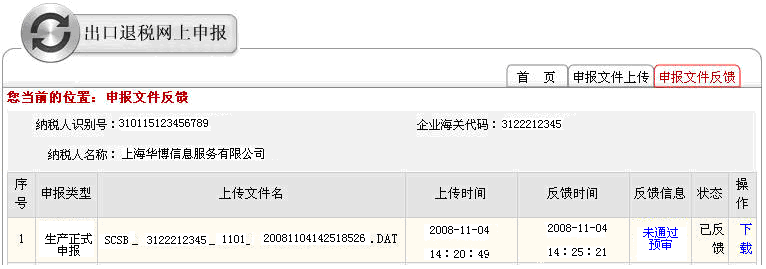 出口退税网上申报
首 页 申报文件上传 申报文件反馈
您当前的位置：申报文件反馈
纳税人识别号：310115123456789 企业海关代码：3122212345
纳税人名称：上海华博信息服务有限公司
序号 申报类型 上传文件名 上传时间 反馈时间 反馈信息 状态 操作
1 生产正式申报 SCSB_ 3122212345_ 1101_ 20081104142518526.DAT 2008-11-04 14:20:49 2008-11-04 14:25:21 未通过预审 已反馈 下载